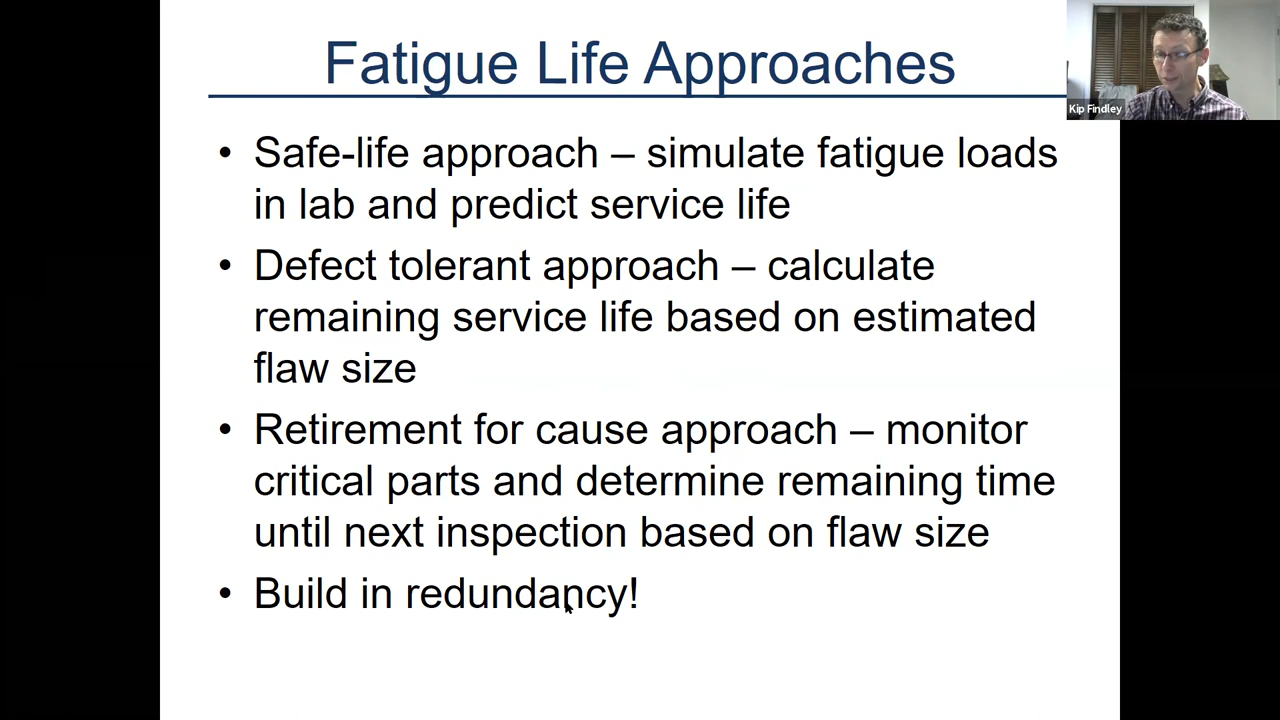 Fatigue Life Approaches
Kip Findley
• Safe-life approach – simulate fatigue loads
in lab and predict service life
• Defect tolerant approach – calculate
remaining service life based on estimated
flaw size
• Retirement for cause approach – monitor
critical parts and determine remaining time
until next inspection based on flaw size
• Build in redundancy!